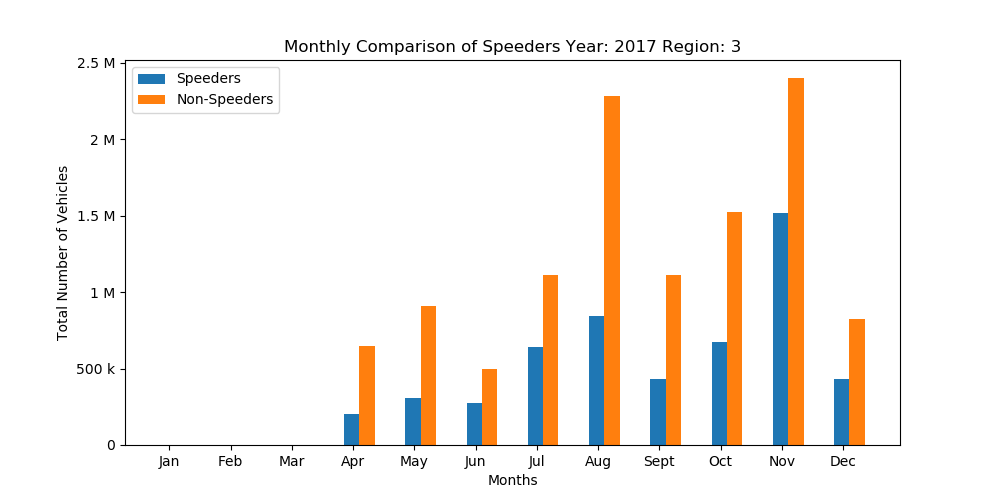 Monthly Comparison of Speeders Year: 2017 Region: 3
Speeders
Non-Speeders
Total Number of Vehicles
2.5 M
2 M
1.5 M
1 M
500 k
0
Jan Feb Mar Apr May Jun Jul Aug Sept Oct Nov Dec
Months